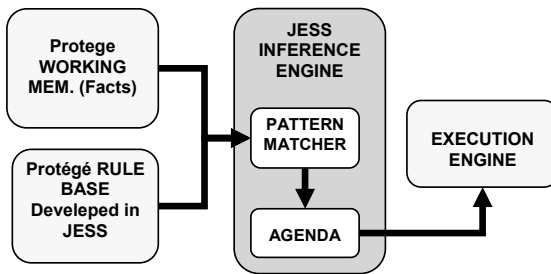 Protege
WORKING
MEM. (Facts)
Protégé RULE
BASE
Develeped in
JESS
JESS
INFERENCE
ENGINE
PATTERN
MATCHER
AGENDA
EXECUTION
ENGINE